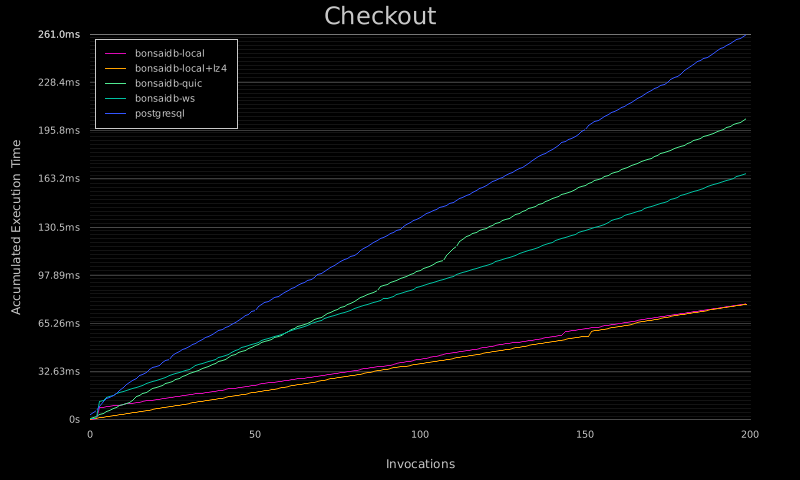 Checkout
261.0ms
228.4ms
195.8ms
163.2ms
130.5ms
97.89ms
65.26ms
32.63ms
0s
bonsaidb-local
bonsaidb-local+lz4
bonsaidb-quic
bonsaidb-ws
postgresql
Accumulated Execution Time
0 50 100 150 200
Invocations